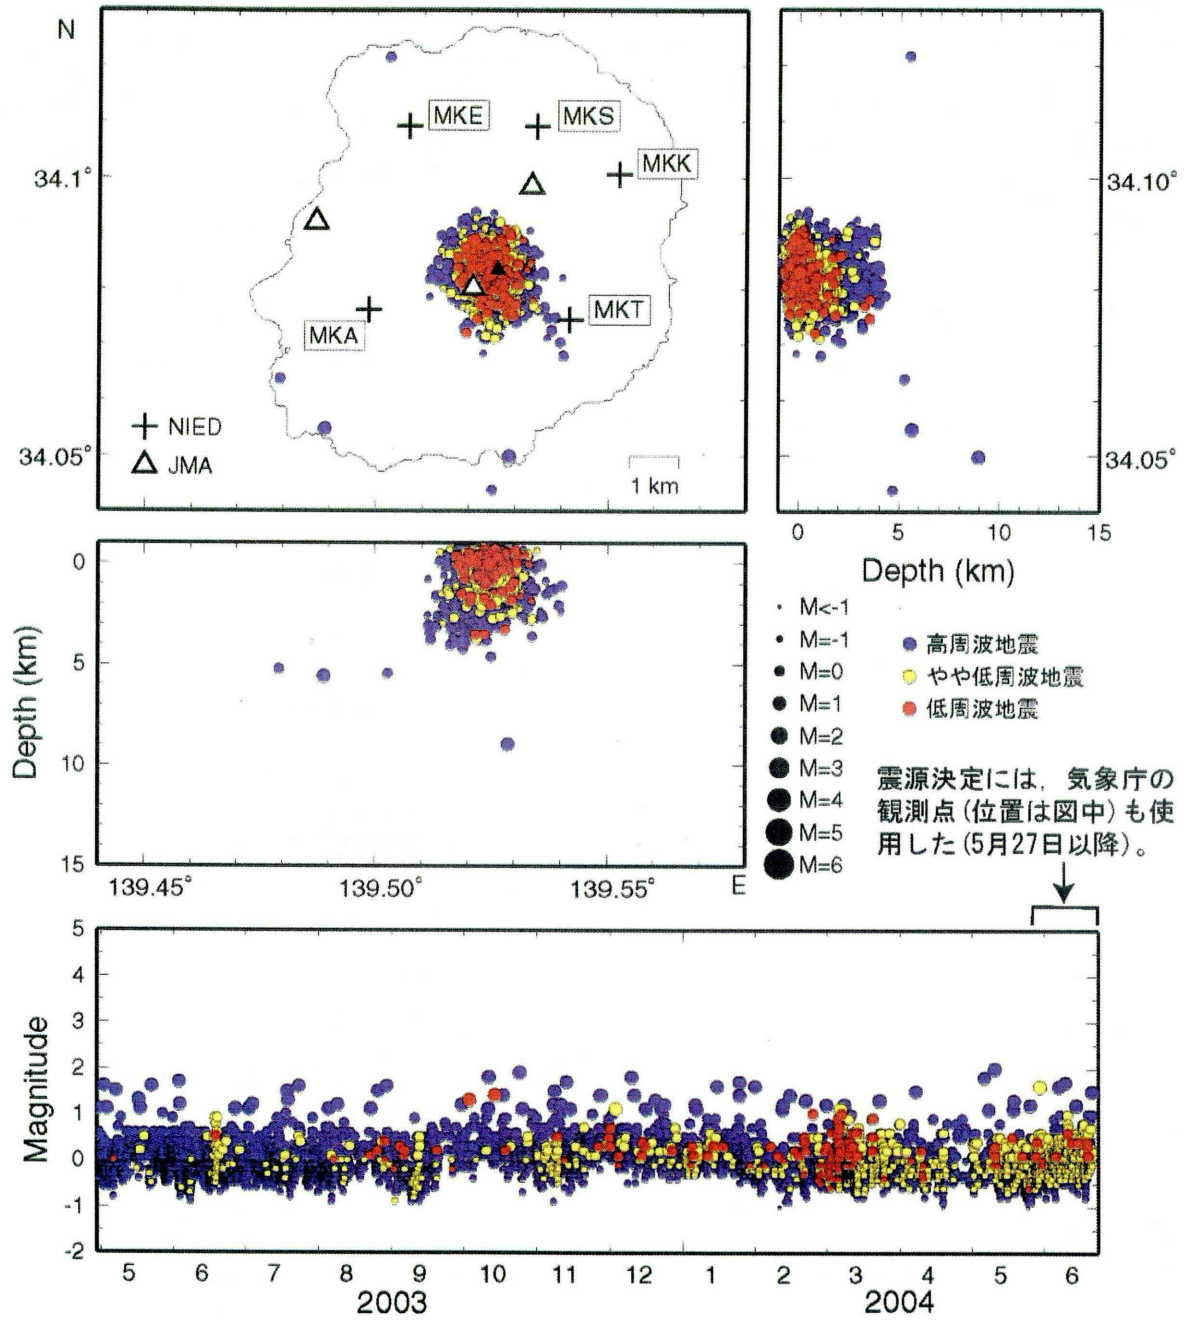 N
34.1°
34.05°
MKE
MKS
MKK
MKT
MKA
NIED
JMA
1 km
34.10°
34.05°
0
5
10
15
Depth (km)
Depth (km)
0
5
10
15
139.45°
139.50°
139.55°
E
M<-1
M=-1
M=0
M=1
M=2
M=3
M=4
M=5
M=6
高周波地震
やや低周波地震
低周波地震
震源決定には，気象庁の
観測点(位置は図中)も使
用した(5月27日以降)。
Magnitude
5
4
3
2
1
0
-1
-2
5 6 7 8 9 10 11 12 1 2 3 4 5 6
2003 2004